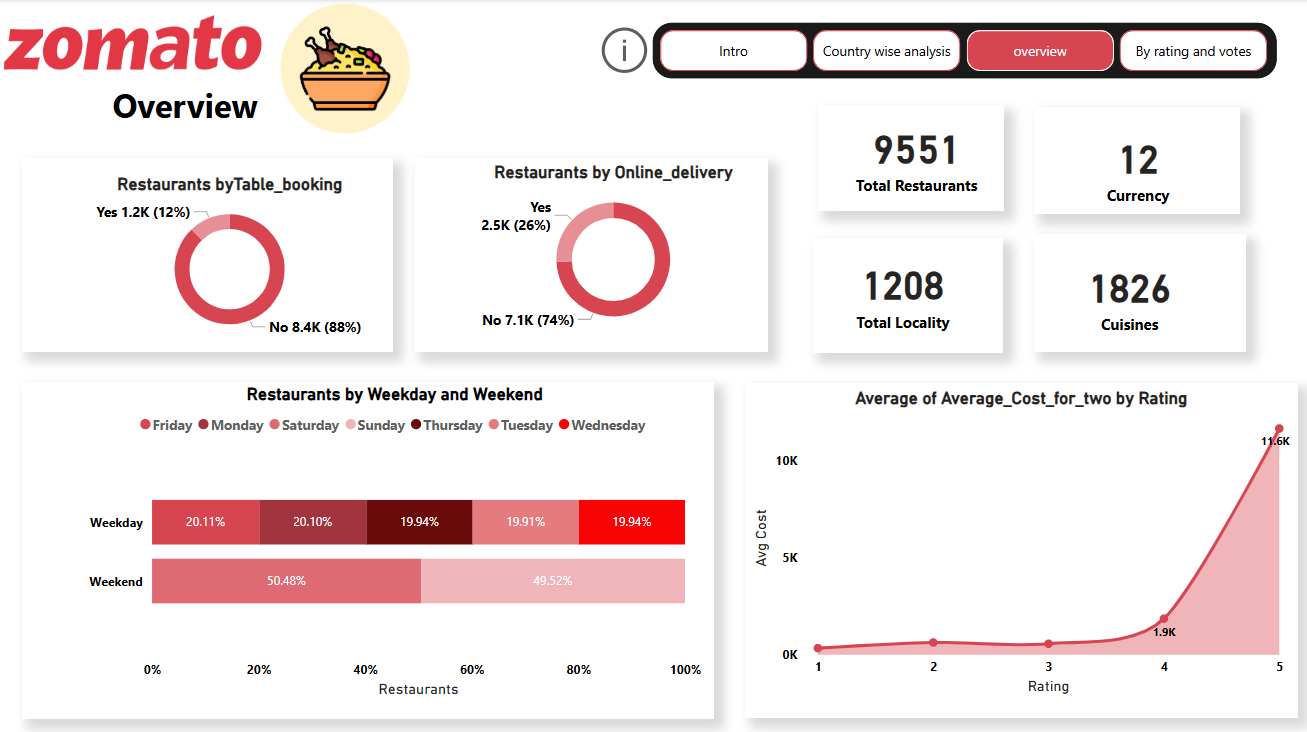 zomato
Overview
i
Intro
Country wise analysis
overview
By rating and votes
9551
Total Restaurants
12
Currency
1208
Total Locality
1826
Cuisines
Restaurants byTable_booking
Yes 1.2K (12%)
No 8.4K (88%)
Restaurants by Online_delivery
Yes
2.5K (26%)
No 7.1K (74%)
Restaurants by Weekday and Weekend
Friday Monday Saturday Sunday Thursday Tuesday Wednesday
Weekday 20.11% 20.10% 19.94% 19.91% 19.94%
Weekend 50.48% 49.52%
0% 20% 40% 60% 80% 100%
Restaurants
Average of Average_Cost_for_two by Rating
11.6K
10K
Avg Cost
5K
1.9K
0K
1 2 3 4 5
Rating